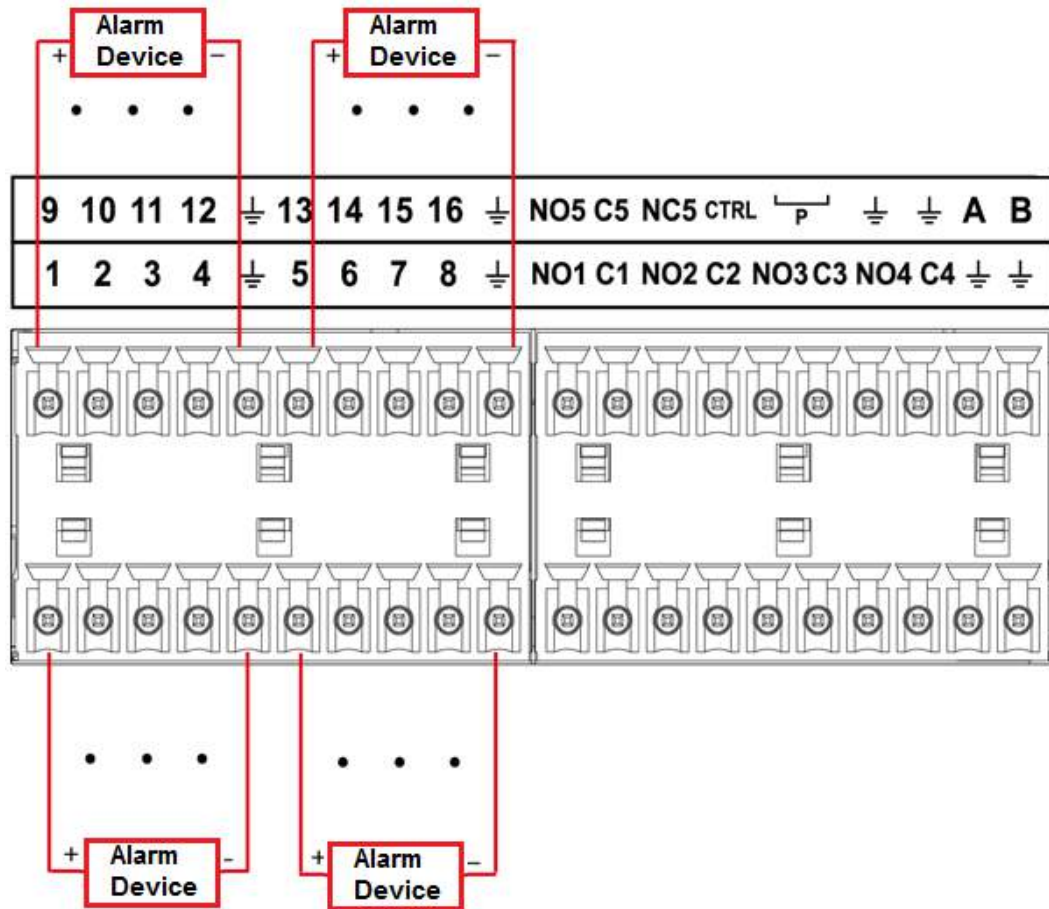 Alarm Device
Alarm Device
+ − + −
9 10 11 12 ⏚ 13 14 15 16 ⏚ NO5 C5 NC5 CTRL P ⏚ ⏚ A B
1 2 3 4 ⏚ 5 6 7 8 ⏚ NO1 C1 NO2 C2 NO3 C3 NO4 C4 ⏚ ⏚
+ - + −
Alarm Device
Alarm Device